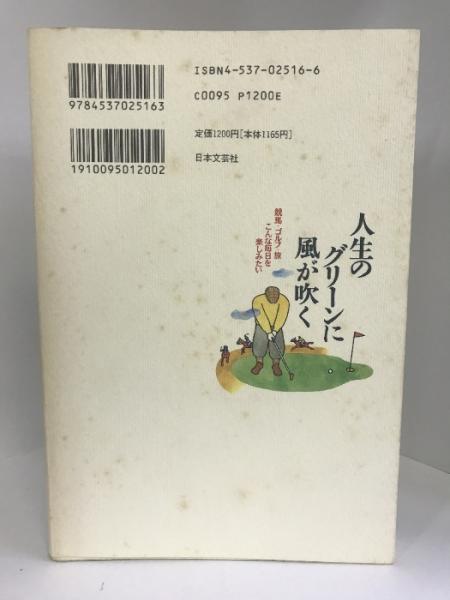 ISBN4-537-02516-6
C0095 P1200E
定価1200円[本体1165円]
日本文芸社
9784537025163
1910095012002
人生の
グリーンに
風が吹く
競馬 ゴルフ 旅
こんな毎日を
楽しみたい